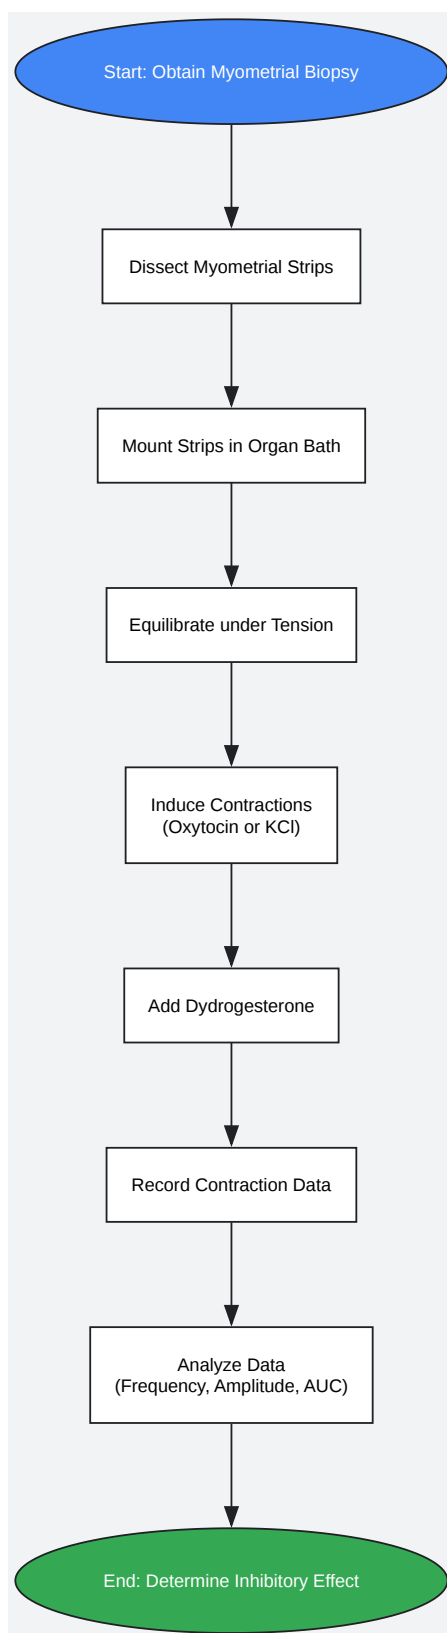 Start: Obtain Myometrial Biopsy
Dissect Myometrial Strips
Mount Strips in Organ Bath
Equilibrate under Tension
Induce Contractions
(Oxytocin or KCl)
Add Dydrogesterone
Record Contraction Data
Analyze Data
(Frequency, Amplitude, AUC)
End: Determine Inhibitory Effect